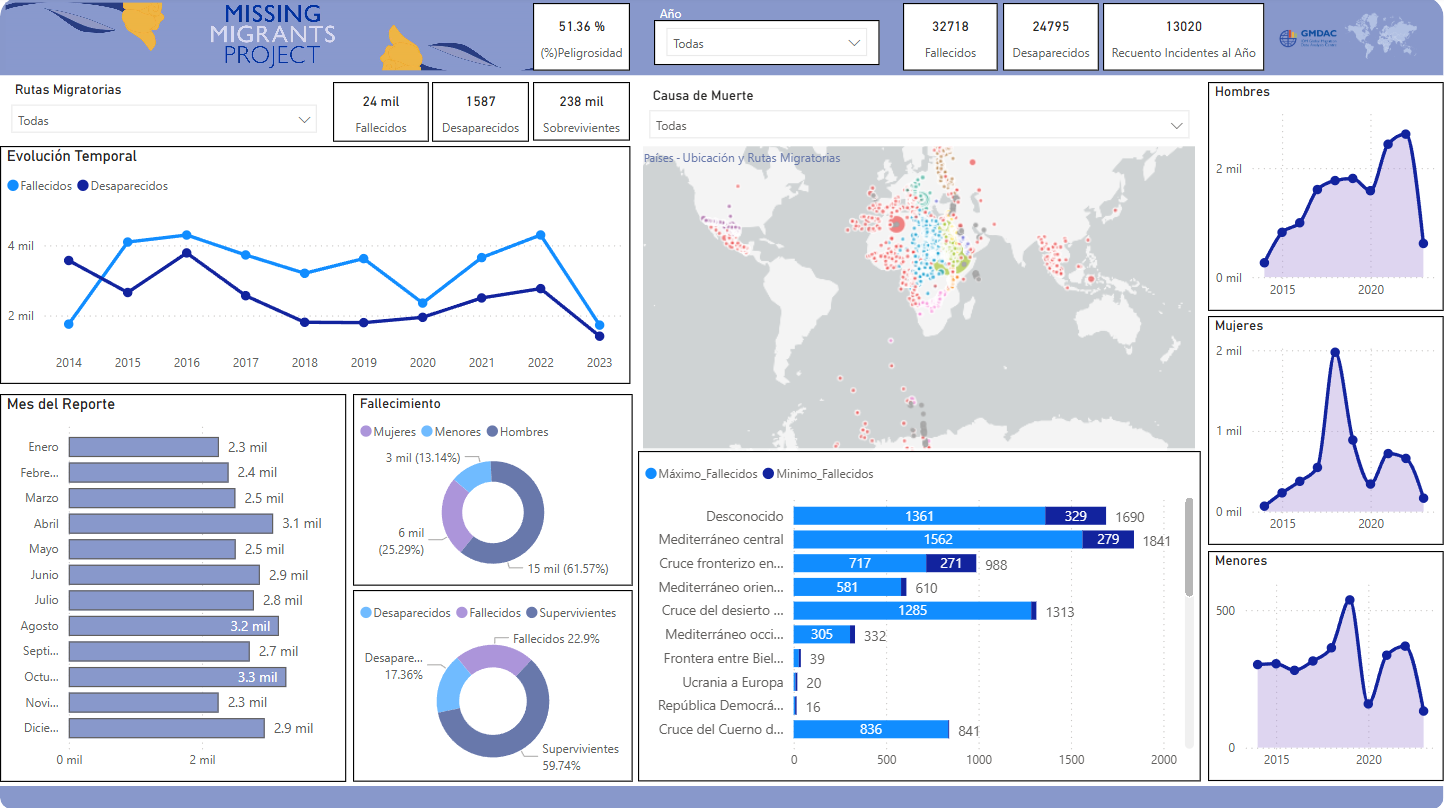 MISSING
MIGRANTS
PROJECT
51.36 %
(%)Peligrosidad
Año
Todas
32718
Fallecidos
24795
Desaparecidos
13020
Recuento Incidentes al Año
GMDAC
Rutas Migratorias
Todas
24 mil
Fallecidos
1587
Desaparecidos
238 mil
Sobrevivientes
Causa de Muerte
Todas
Evolución Temporal
Fallecidos Desaparecidos
4 mil
2 mil
2014 2015 2016 2017 2018 2019 2020 2021 2022 2023
Países - Ubicación y Rutas Migratorias
Hombres
2 mil
0 mil
2015 2020
Mujeres
2 mil
1 mil
0 mil
2015 2020
Menores
500
0
2015 2020
Mes del Reporte
Enero 2.3 mil
Febre... 2.4 mil
Marzo 2.5 mil
Abril 3.1 mil
Mayo 2.5 mil
Junio 2.9 mil
Julio 2.8 mil
Agosto 3.2 mil
Septi... 2.7 mil
Octu... 3.3 mil
Novi... 2.3 mil
Dicie... 2.9 mil
0 mil 2 mil
Fallecimiento
Mujeres Menores Hombres
3 mil (13.14%)
6 mil
(25.29%)
15 mil (61.57%)
Desaparecidos Fallecidos Supervivientes
Fallecidos 22.9%
Desapare...
17.36%
Supervivientes
59.74%
Máximo_Fallecidos Minimo_Fallecidos
Desconocido 1361 329 1690
Mediterráneo central 1562 279 1841
Cruce fronterizo en... 717 271 988
Mediterráneo orien... 581 610
Cruce del desierto ... 1285 1313
Mediterráneo occi... 305 332
Frontera entre Biel... 39
Ucrania a Europa 20
República Democrá... 16
Cruce del Cuerno d... 836 841
0 500 1000 1500 2000